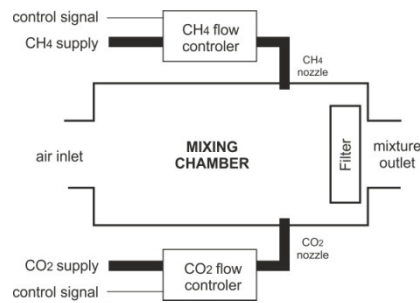 control signal
CH4 supply
CH4 flow
controler
CH4
nozzle
air inlet
MIXING
CHAMBER
Filter
mixture
outlet
CO2 supply
CO2 flow
controler
CO2
nozzle
control signal